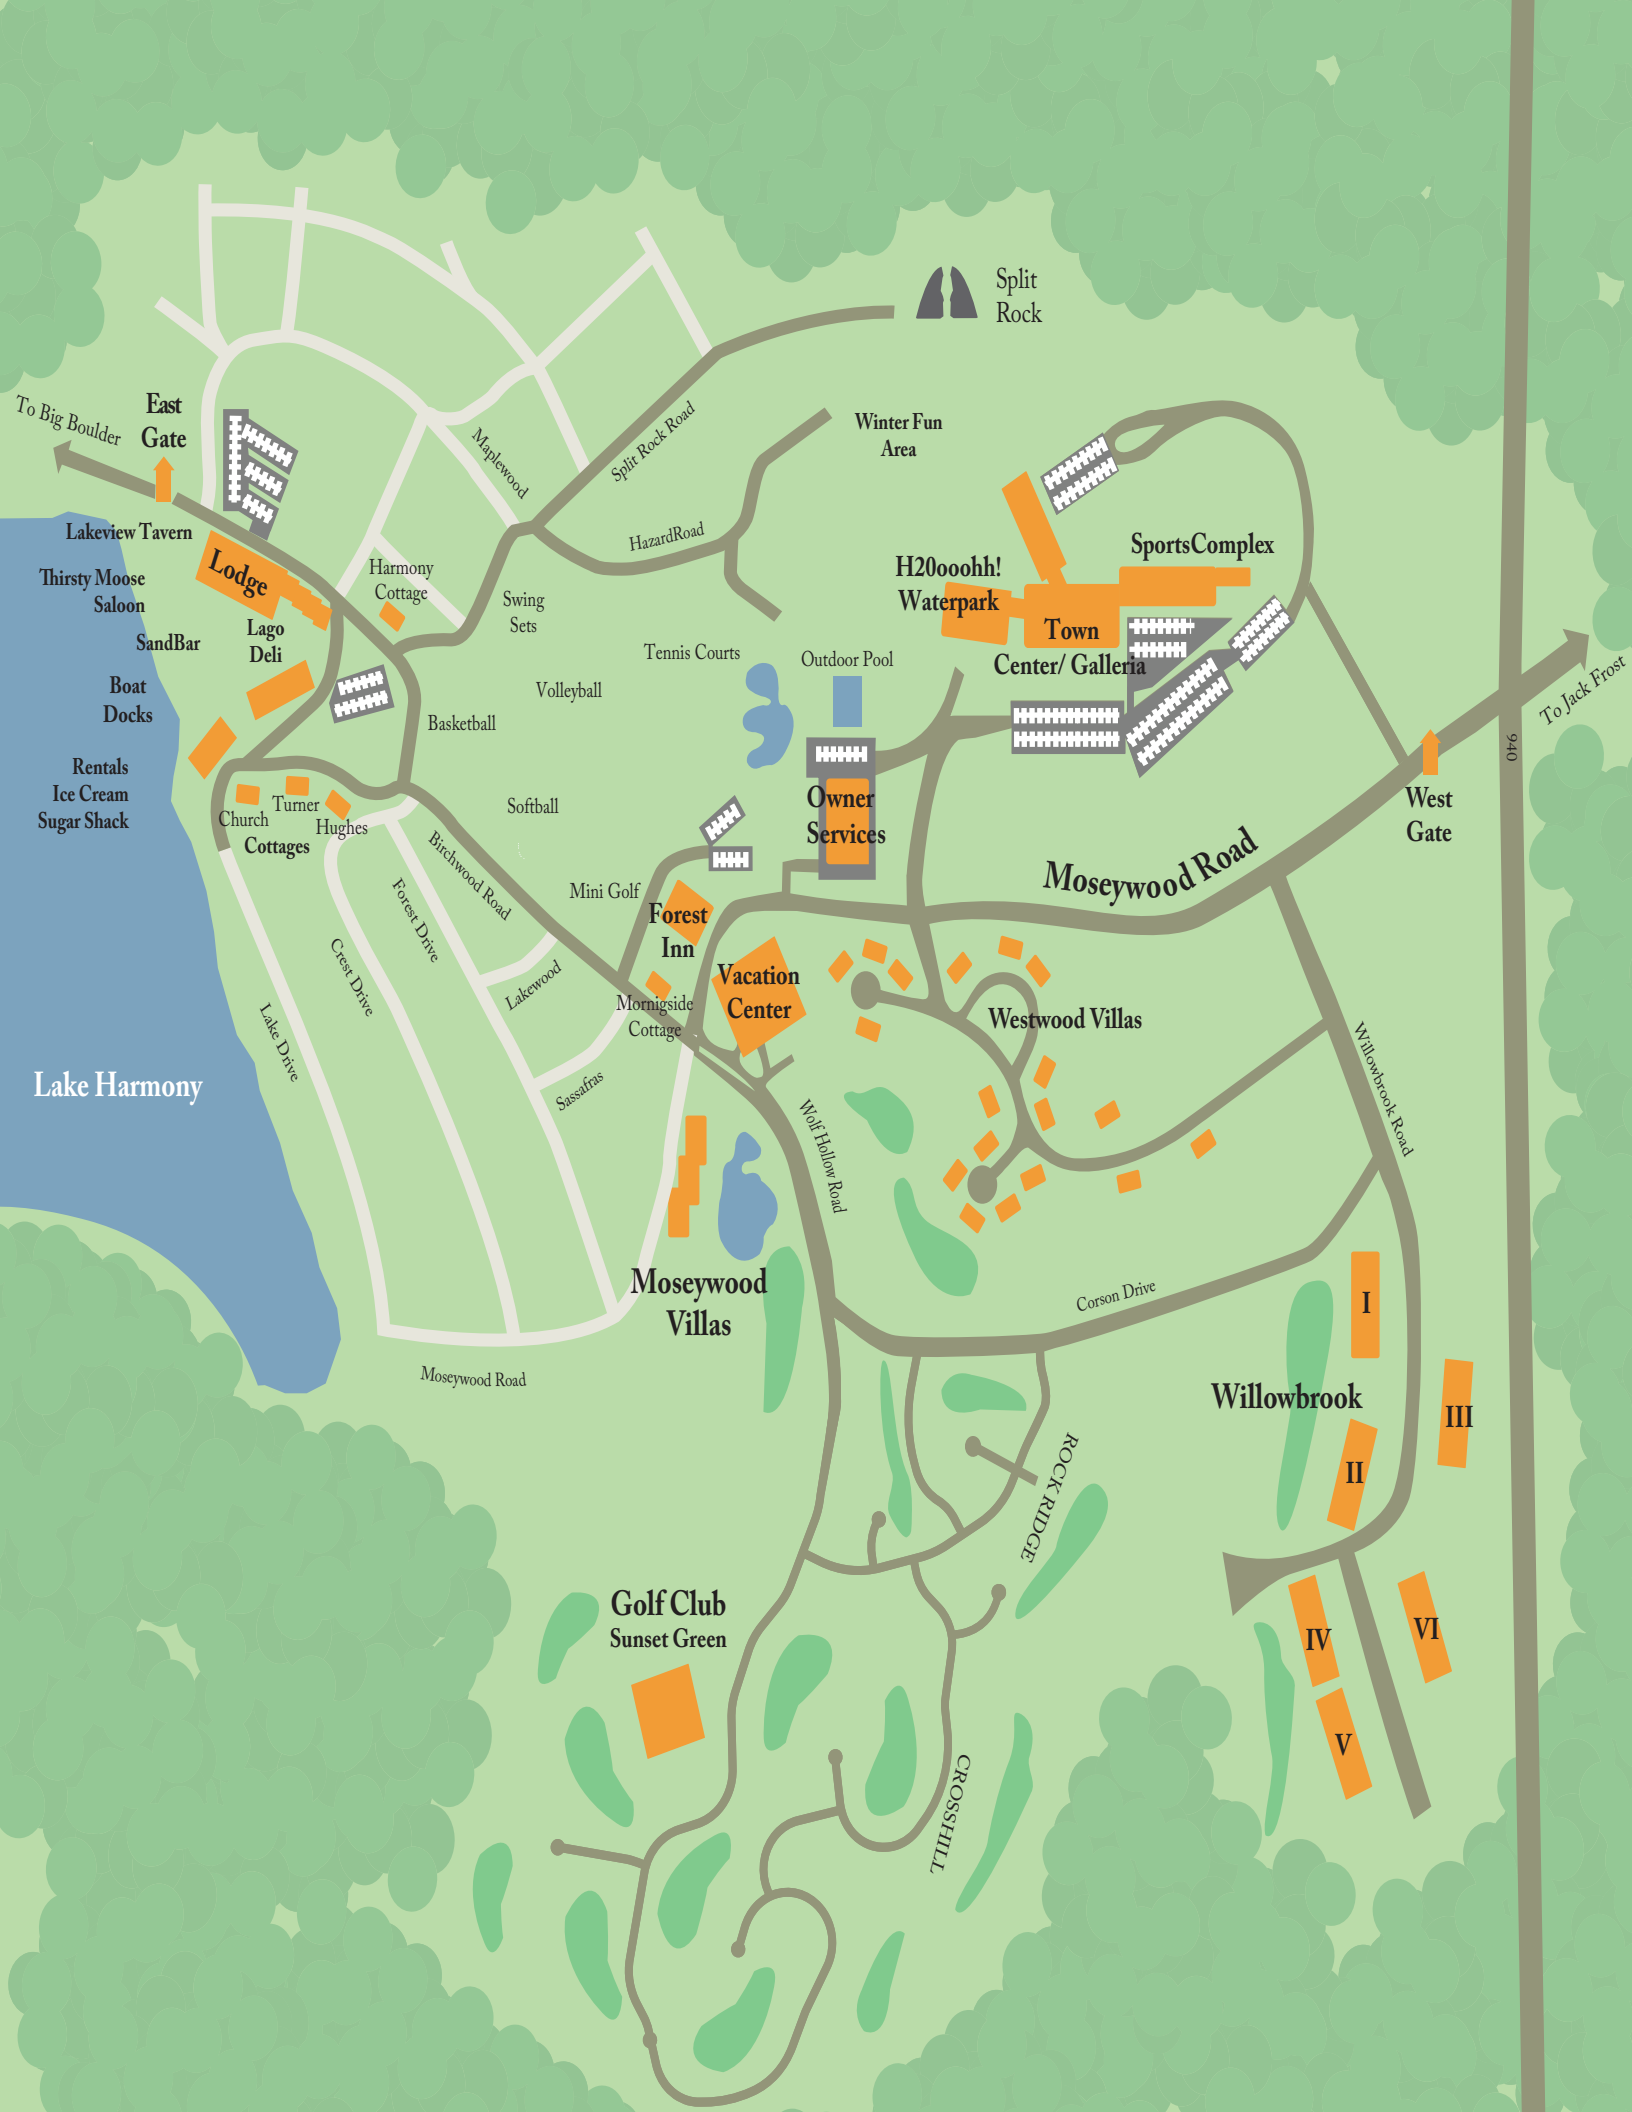 Split
Rock
To Big Boulder
East
Gate
Maplewood
Split Rock Road
Winter Fun
Area
Lakeview Tavern
HazardRoad
SportsComplex
Lodge
Thirsty Moose
Saloon
Harmony
Cottage
Swing
Sets
H20ooohh!
Waterpark
Town
Center/ Galleria
SandBar
Lago
Deli
Tennis Courts
Outdoor Pool
Boat
Docks
Volleyball
Basketball
To Jack Frost
940
Rentals
Ice Cream
Sugar Shack
Church
Turner
Hughes
Cottages
Softball
Owner
Services
West
Gate
Moseywood Road
Birchwood Road
Forest Drive
Crest Drive
Lake Drive
Mini Golf
Forest
Inn
Vacation
Center
Lakewood
Mornigside
Cottage
Westwood Villas
Willowbrook Road
Lake Harmony
Sassafras
Wolf Hollow Road
Moseywood
Villas
Corson Drive
I
Moseywood Road
Willowbrook
III
II
ROCK RIDGE
Golf Club
Sunset Green
IV
VI
V
CROSSHILL